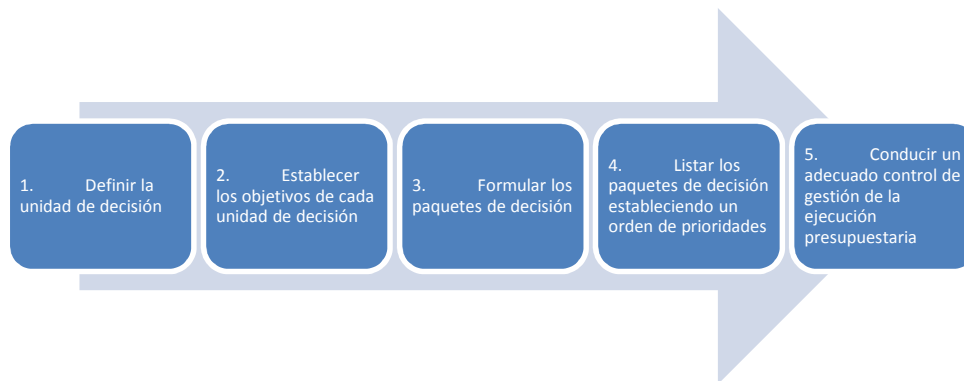 1. Definir la
unidad de decisión
2. Establecer
los objetivos de cada
unidad de decisión
3. Formular los
paquetes de decisión
4. Listar los
paquetes de decisión
estableciendo un
orden de prioridades
5. Conducir un
adecuado control de
gestión de la
ejecución
presupuestaria